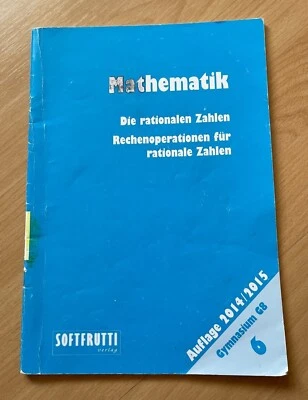 Mathematik
Die rationalen Zahlen
Rechenoperationen für
rationale Zahlen
Auflage 2014/2015
Gymnasium G8
6
SOFTFRUTTI
verlag